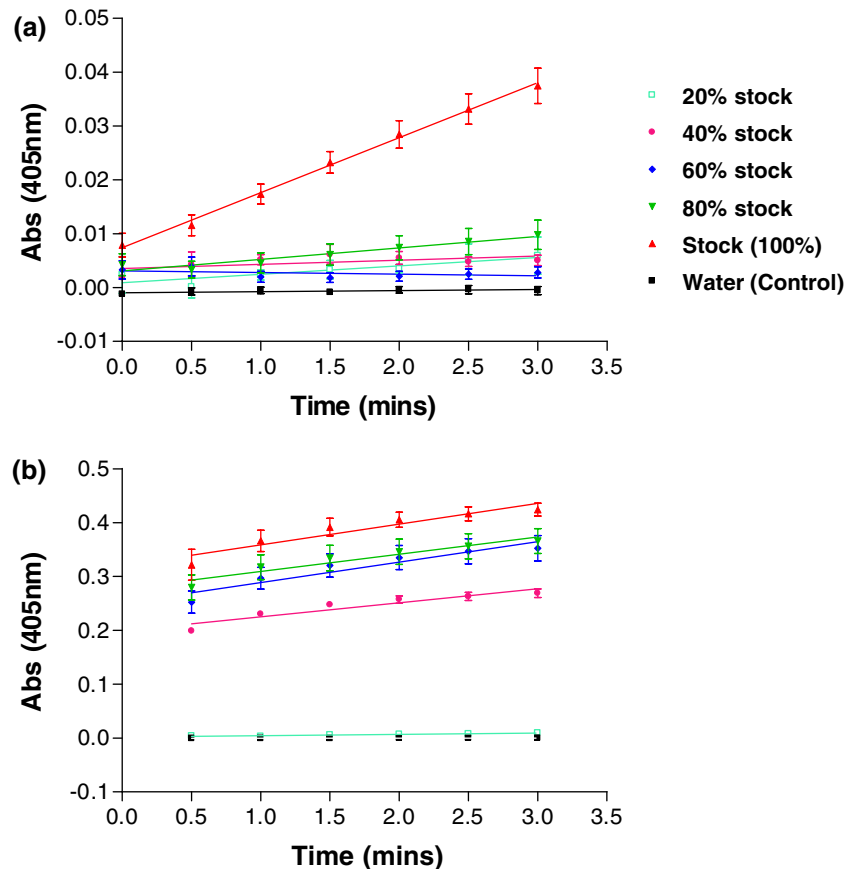 (a)
0.05
0.04
0.03
0.02
0.01
0.00
-0.01
Abs (405nm)
0.0 0.5 1.0 1.5 2.0 2.5 3.0 3.5
Time (mins)
20% stock
40% stock
60% stock
80% stock
Stock (100%)
Water (Control)
(b)
0.5
0.4
0.3
0.2
0.1
0.0
-0.1
Abs (405nm)
0.0 0.5 1.0 1.5 2.0 2.5 3.0 3.5
Time (mins)